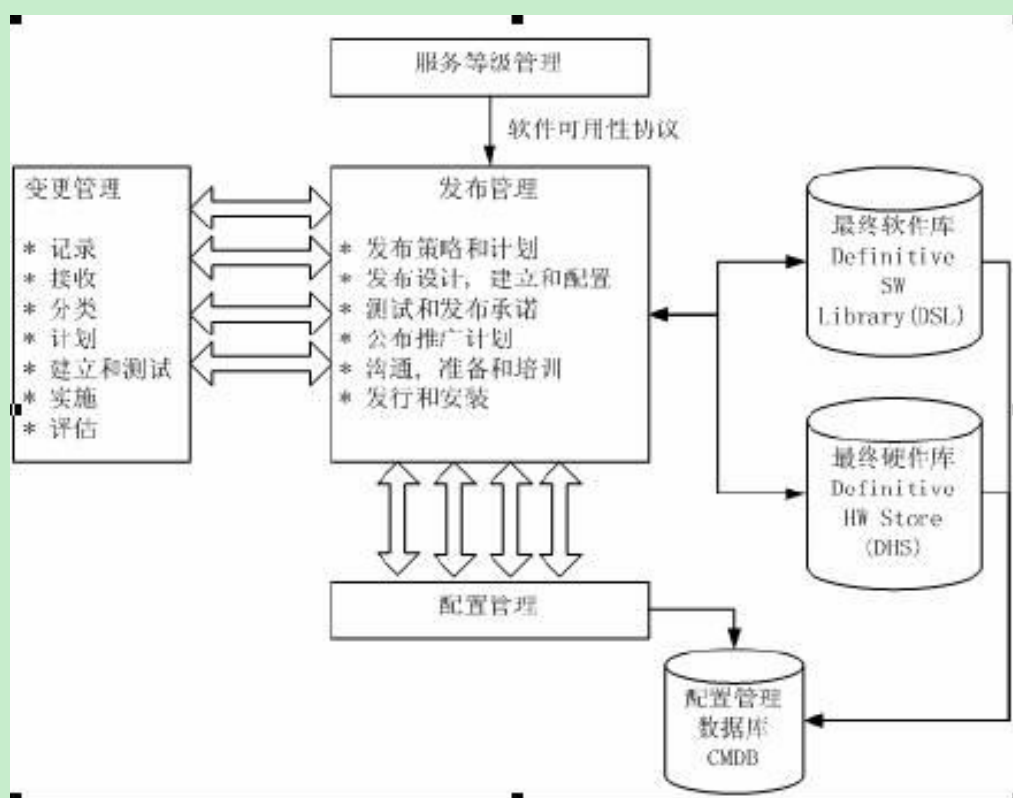 服务等级管理
软件可用性协议
变更管理
* 记录
* 接收
* 分类
* 计划
* 建立和测试
* 实施
* 评估
发布管理
* 发布策略和计划
* 发布设计, 建立和配置
* 测试和发布承诺
* 公布推广计划
* 沟通, 准备和培训
* 发行和安装
最终软件库
Definitive
SW
Library(DSL)
最终硬件库
Definitive
HW Store
(DHS)
配置管理
配置管理
数据库
CMDB